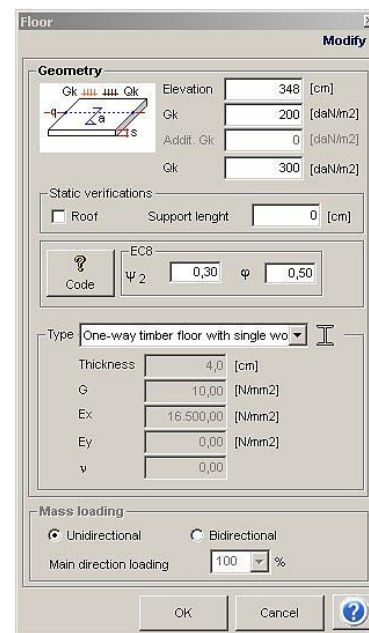 Floor
Modify
Geometry
Gk Qk
q a s
Elevation 348 [cm]
Gk 200 [daN/m2]
Addit. Gk 0 [daN/m2]
Qk 300 [daN/m2]
Static verifications
Roof Support lenght 0 [cm]
? Code
EC8
Ψ 2 0,30 φ 0,50
Type One-way timber floor with single wo
Thickness 4,0 [cm]
G 10,00 [N/mm2]
Ex 16.500,00 [N/mm2]
Ey 0,00 [N/mm2]
ν 0,00
Mass loading
Unidirectional Bidirectional
Main direction loading 100 %
OK Cancel ?